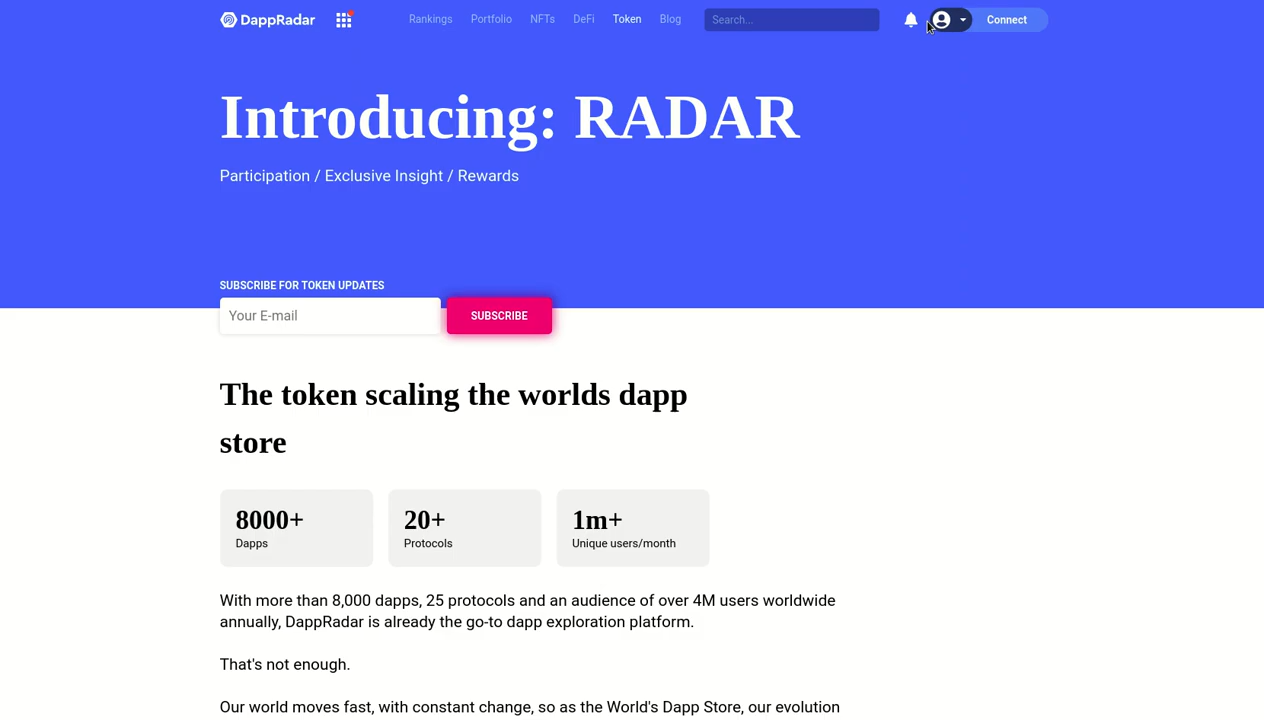 DappRadar
Rankings Portfolio NFTs DeFi Token Blog Search... Connect
Introducing: RADAR
Participation / Exclusive Insight / Rewards
SUBSCRIBE FOR TOKEN UPDATES
Your E-mail SUBSCRIBE
The token scaling the worlds dapp
store
8000+ 20+ 1m+
Dapps Protocols Unique users/month
With more than 8,000 dapps, 25 protocols and an audience of over 4M users worldwide
annually, DappRadar is already the go-to dapp exploration platform.
That's not enough.
Our world moves fast, with constant change, so as the World's Dapp Store, our evolution